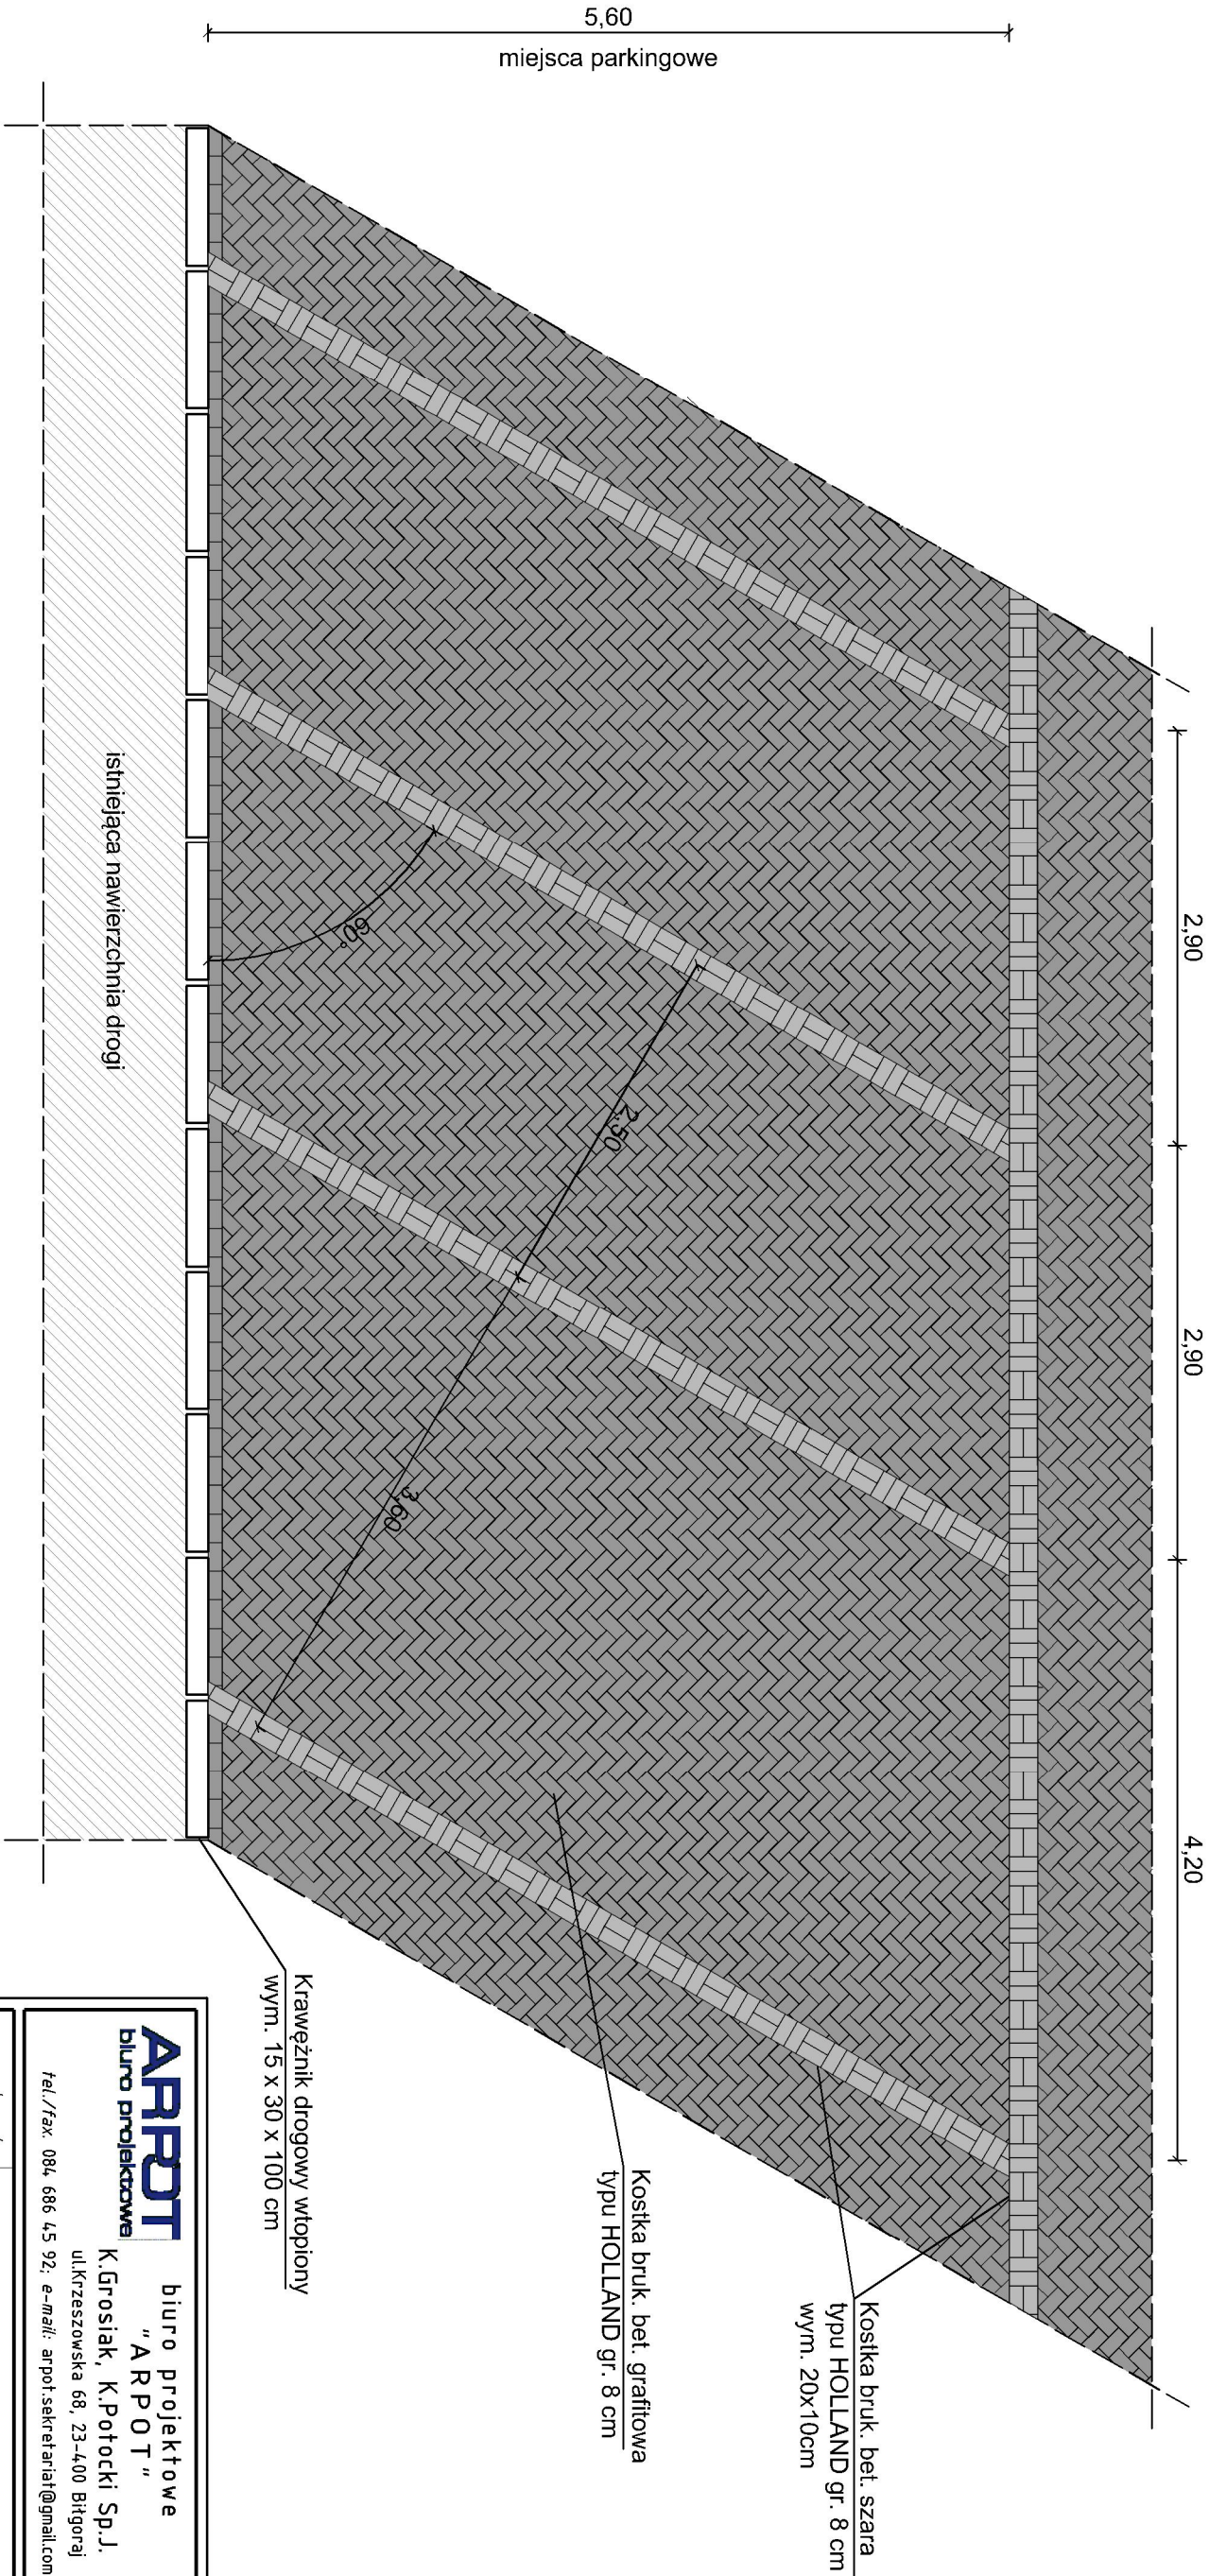 5,60
miejsca parkingowe
2,90
2,90
4,20
60°
2,50
3,60
istniejąca nawierzchnia drogi
Krawężnik drogowy wtopiony
wym. 15 x 30 x 100 cm
Kostka bruk. bet. grafitowa
typu HOLLAND gr. 8 cm
Kostka bruk. bet. szara
typu HOLLAND gr. 8 cm
wym. 20x10cm
ARPOT
biuro projektowe
biuro projektowe
"ARPOT"
K.Grosiak, K.Potocki Sp.J.
ul.Krzeszowska 68, 23-400 Biłgoraj
tel./fax. 084 686 45 92; e-mail: arpot.sekretariat@gmail.com